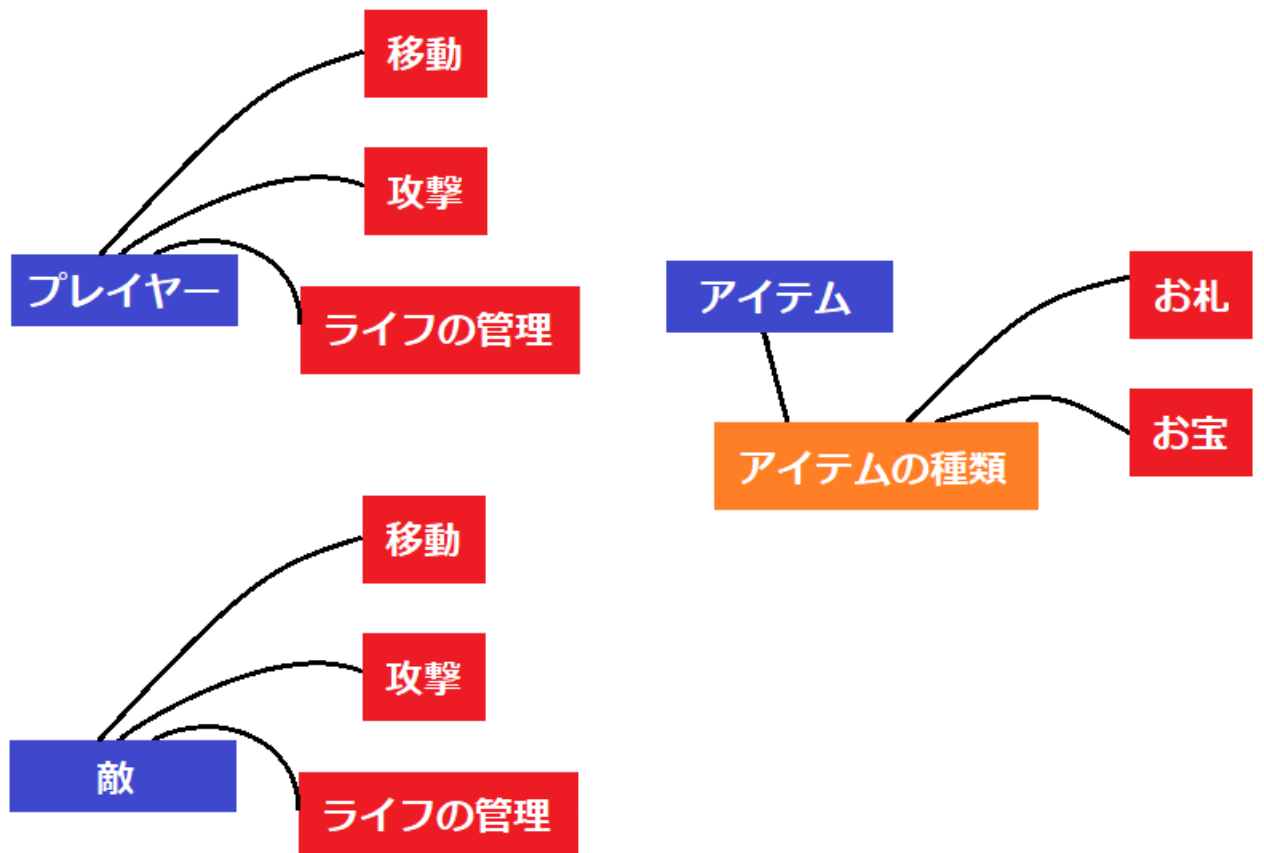 移動
攻撃
プレイヤー
ライフの管理
アイテム
お札
お宝
アイテムの種類
移動
攻撃
敵
ライフの管理